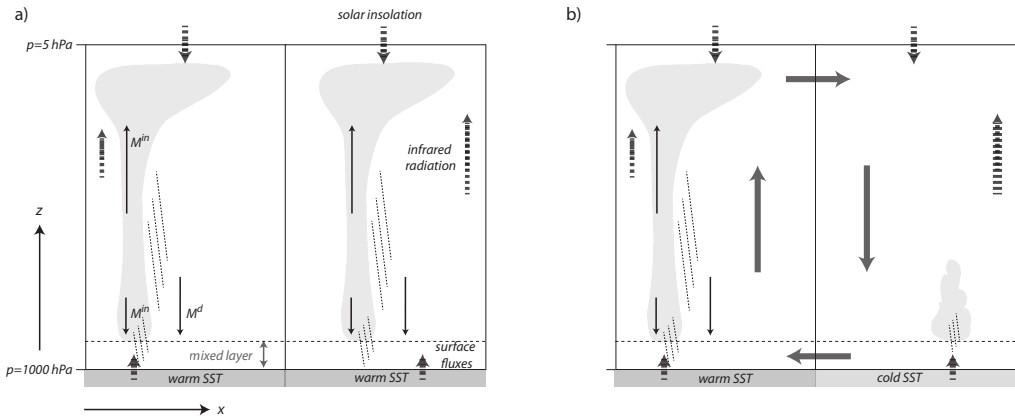 a)
solar insolation
b)
p=5 hPa
M^in
infrared
radiation
z
M^in
M^d
mixed layer
surface
fluxes
p=1000 hPa
warm SST
warm SST
warm SST
cold SST
x